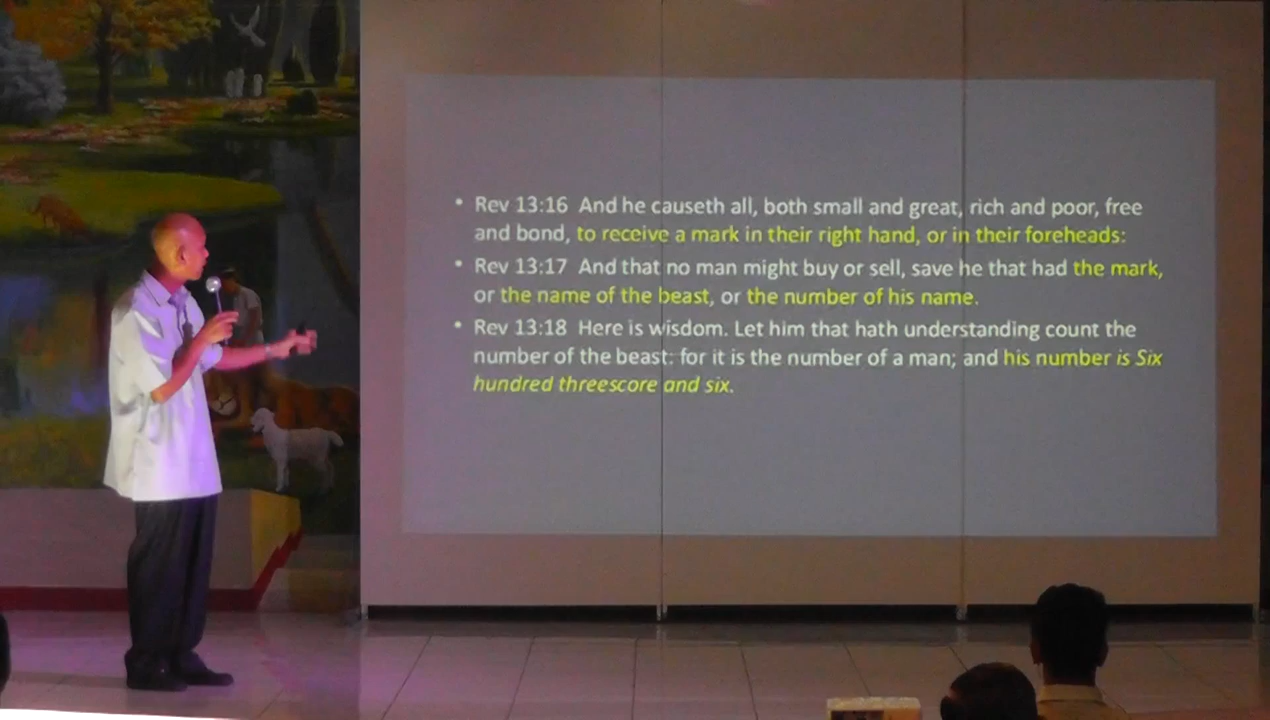 • Rev 13:16 And he causeth all, both small and great, rich and poor, free
and bond, to receive a mark in their right hand, or in their foreheads:
• Rev 13:17 And that no man might buy or sell, save he that had the mark,
or the name of the beast, or the number of his name.
• Rev 13:18 Here is wisdom. Let him that hath understanding count the
number of the beast: for it is the number of a man; and his number is Six
hundred threescore and six.